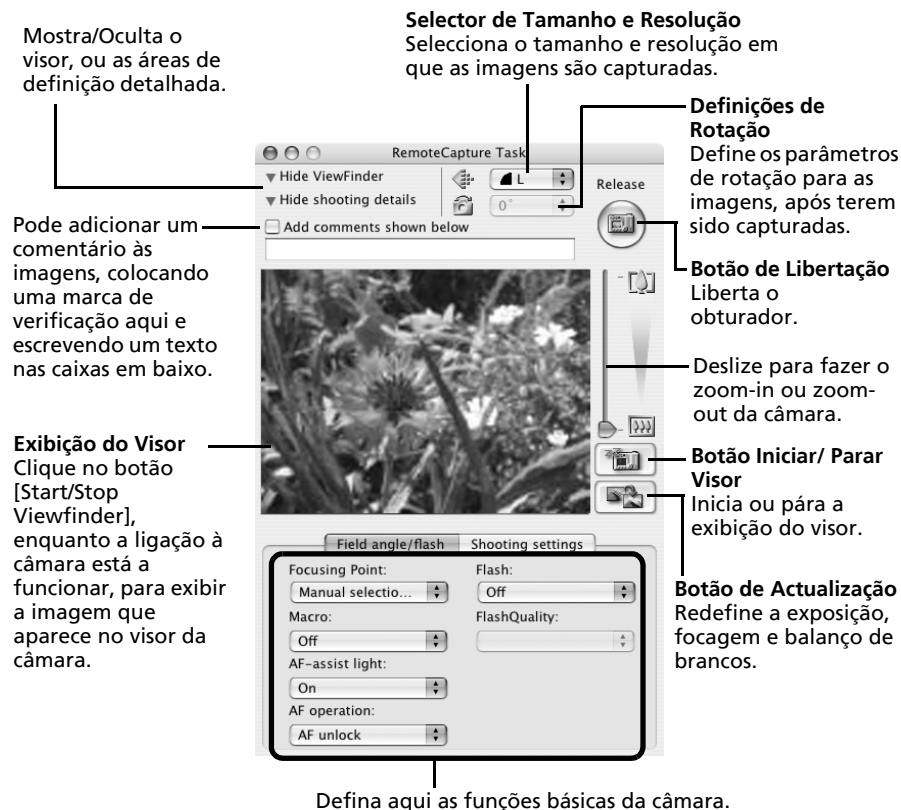 Mostra/Oculta o
visor, ou as áreas de
definição detalhada.
Selector de Tamanho e Resolução
Selecciona o tamanho e resolução em
que as imagens são capturadas.
Definições de
Rotação
Define os parâmetros
de rotação para as
imagens, após terem
sido capturadas.
RemoteCapture Task
Hide ViewFinder
L
Release
Hide shooting details
0°
Add comments shown below
Pode adicionar um
comentário às
imagens, colocando
uma marca de
verificação aqui e
escrevendo um texto
nas caixas em baixo.
Botão de Libertação
Liberta o
obturador.
Deslize para fazer o
zoom-in ou zoom-
out da câmara.
Exibição do Visor
Clique no botão
[Start/Stop
Viewfinder],
enquanto a ligação à
câmara está a
funcionar, para exibir
a imagem que
aparece no visor da
câmara.
Botão Iniciar/ Parar
Visor
Inicia ou pára a
exibição do visor.
Botão de Actualização
Redefine a exposição,
focagem e balanço de
brancos.
Field angle/flash
Shooting settings
Focusing Point:
Manual selectio...
Flash:
Off
Macro:
Off
FlashQuality:
AF-assist light:
On
AF operation:
AF unlock
Defina aqui as funções básicas da câmara.